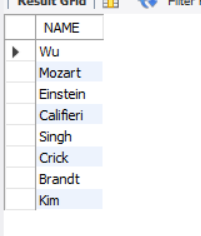 Result Grid
Filter
NAME
Wu
Mozart
Einstein
Califieri
Singh
Crick
Brandt
Kim